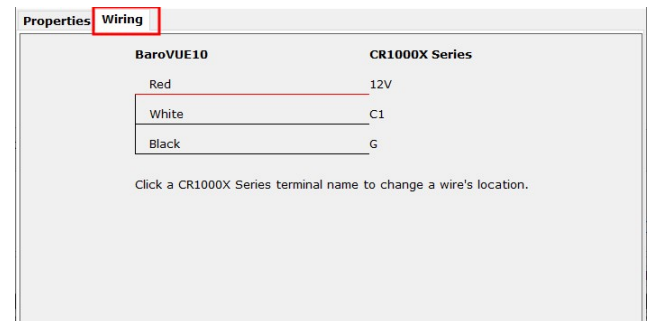 Properties Wiring
BaroVUE10 CR1000X Series
Red 12V
White C1
Black G
Click a CR1000X Series terminal name to change a wire's location.